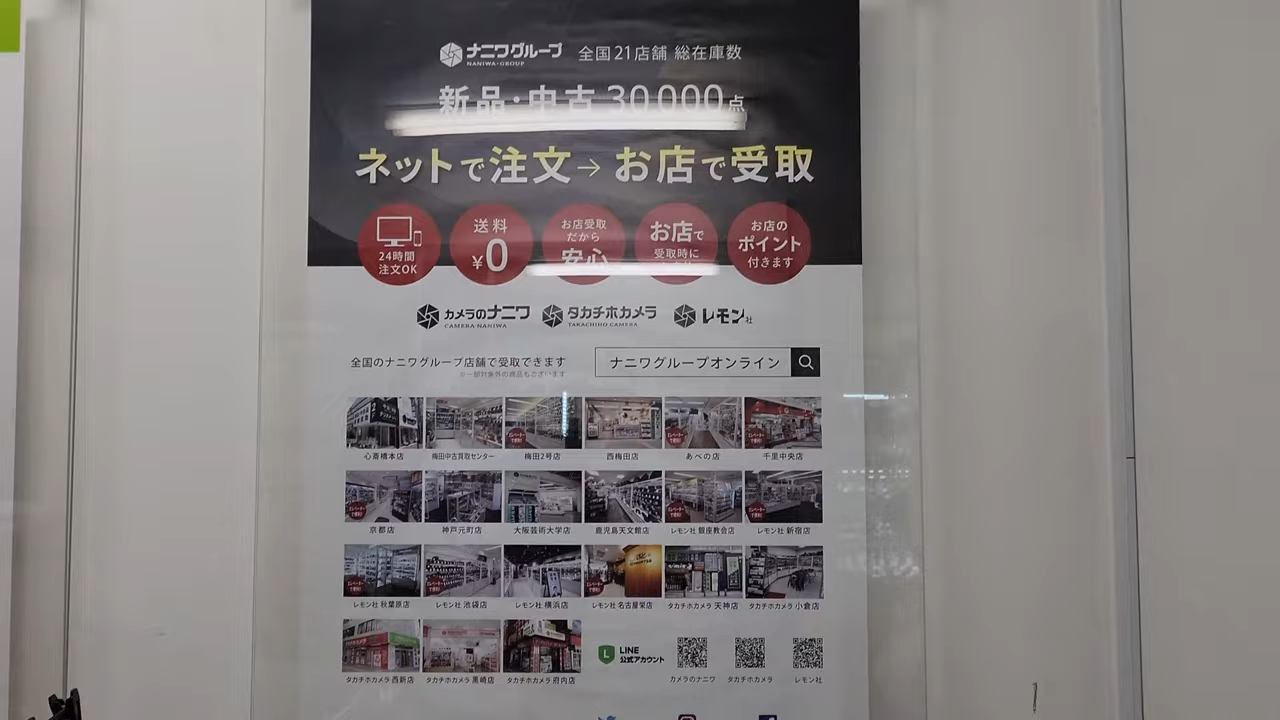 ナニワグループ 全国21店舗 総在庫数
NANIWA-GROUP
新品・中古 30000点
ネットで注文→お店で受取
24時間
注文OK
送料
¥0
お店受取
だから
安心
お店で
受取時に
お店の
ポイント
付きます
カメラのナニワ タカチホカメラ レモン社
CAMERA NANIWA TAKACHIHO CAMERA
全国のナニワグループ店舗で受取できます ナニワグループオンライン
※一部対象外の商品もございます
心斎橋本店 梅田中古買取センター 梅田2号店 西梅田店 あべの店 千里中央店
京都店 神戸元町店 大阪芸術大学店 鹿児島天文館店 レモン社 銀座教会店 レモン社 新宿店
レモン社 秋葉原店 レモン社 池袋店 レモン社 横浜店 レモン社 名古屋栄店 タカチホカメラ 天神店 タカチホカメラ 小倉店
タカチホカメラ 西新店 タカチホカメラ 黒崎店 タカチホカメラ 府内店
LINE
公式アカウント
カメラのナニワ タカチホカメラ レモン社